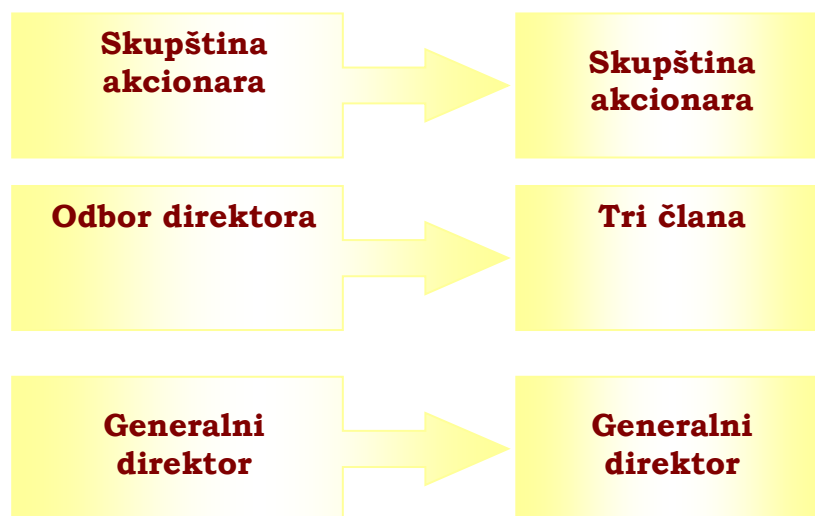 Skupština
akcionara
Skupština
akcionara
Odbor direktora
Tri člana
Generalni
direktor
Generalni
direktor